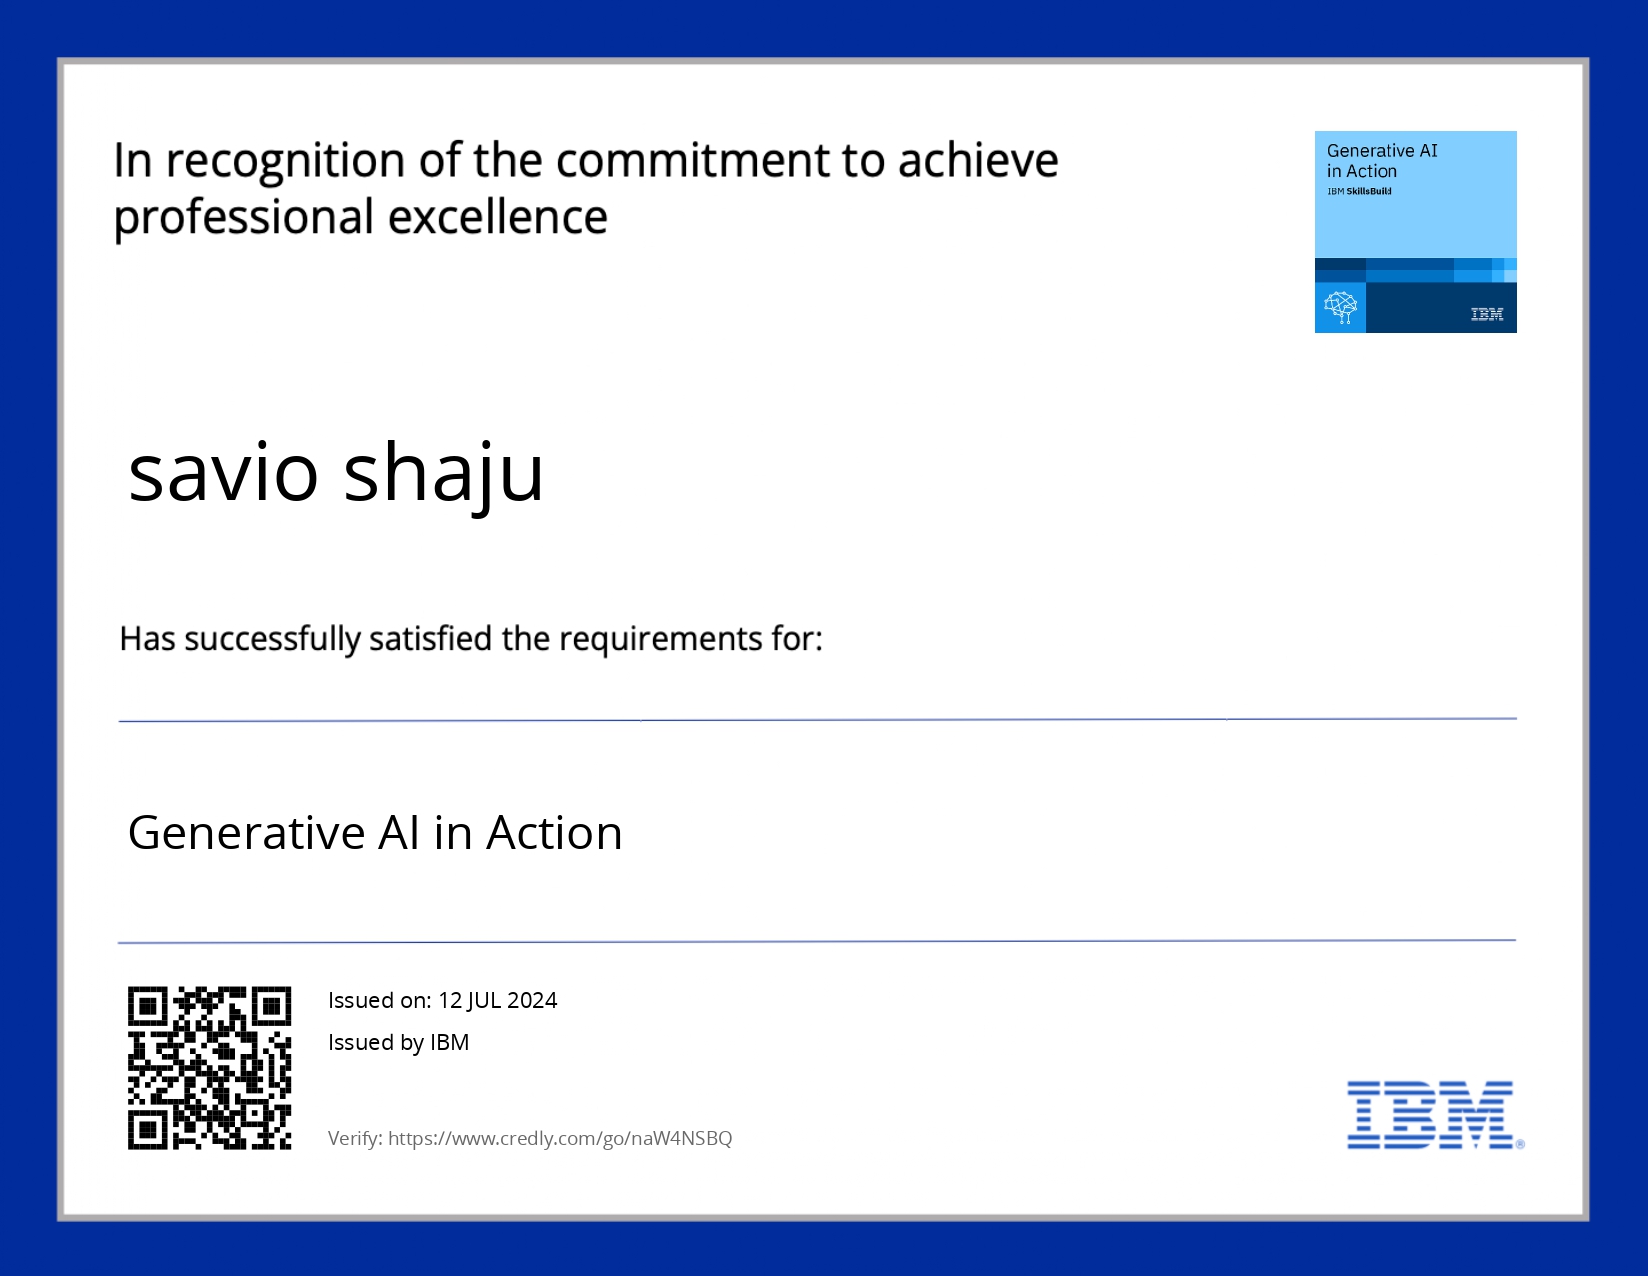 In recognition of the commitment to achieve
professional excellence
Generative AI
in Action
IBM SkillsBuild
IBM
savio shaju
Has successfully satisfied the requirements for:
Generative AI in Action
Issued on: 12 JUL 2024
Issued by IBM
Verify: https://www.credly.com/go/naW4NSBQ
IBM®